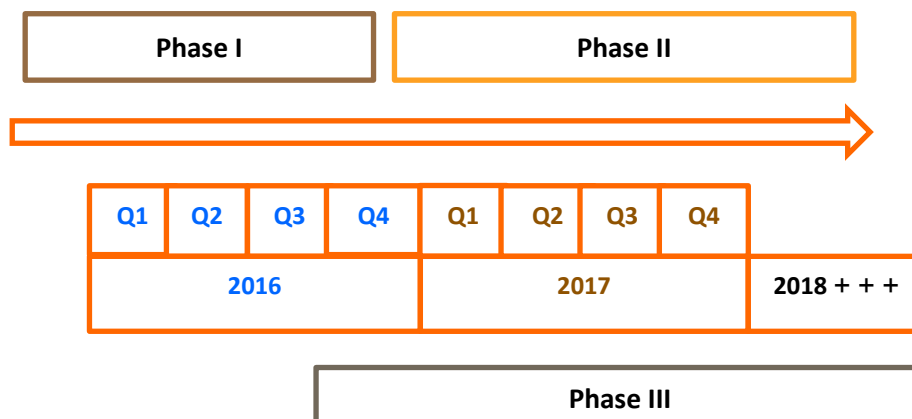 Phase I Phase II
Q1 Q2 Q3 Q4 Q1 Q2 Q3 Q4
2016 2017 2018 + + +
Phase III